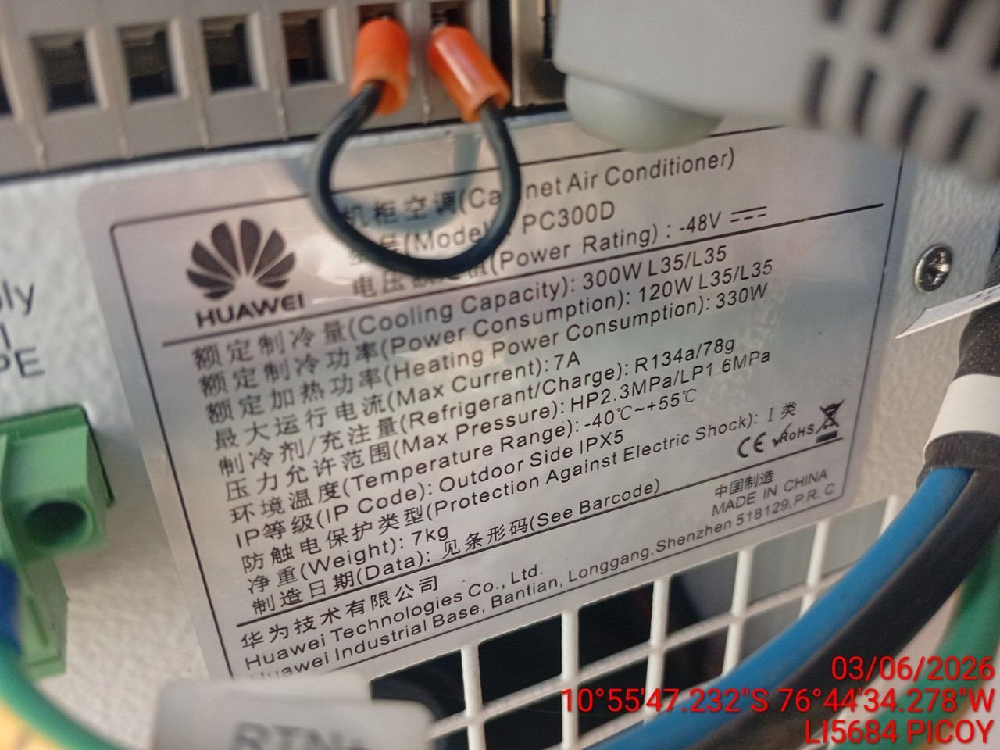 HUAWEI
机柜空调(Ca net Air Conditioner)
号(Model PC300D
电压 (Power Rating) : -48V
额定制冷量(Cooling Capacity): 300W L35/L35
额定制冷功率(Power Consumption): 120W L35/L35
额定加热功率(Heating Power Consumption): 330W
最大运行电流(Max Current): 7A
制冷剂/充注量(Refrigerant/Charge): R134a/78g
压力允许范围(Max Pressure): HP2.3MPa/LP1.6MPa
环境温度(Temperature Range): -40℃~+55℃
IP等级(IP Code): Outdoor Side IPX5
防触电保护类型(Protection Against Electric Shock): I 类
净重(Weight): 7kg
制造日期(Data): 见条形码(See Barcode)
CE RoHS
华为技术有限公司
中国制造
Huawei Technologies Co., Ltd.
MADE IN CHINA
Huawei Industrial Base, Bantian, Longgang,Shenzhen 518129,P.R. C
ly
PE
RTN+
03/06/2026
10°55'47.232"S 76°44'34.278"W
LI5684 PICOY